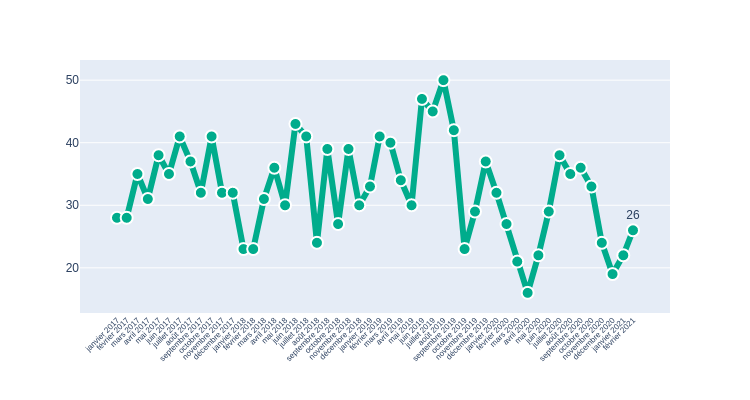 50
40
30
20
26
janvier 2017
février 2017
mars 2017
avril 2017
mai 2017
juin 2017
juillet 2017
août 2017
septembre 2017
octobre 2017
novembre 2017
décembre 2017
janvier 2018
février 2018
mars 2018
avril 2018
mai 2018
juin 2018
juillet 2018
août 2018
septembre 2018
octobre 2018
novembre 2018
décembre 2018
janvier 2019
février 2019
mars 2019
avril 2019
mai 2019
juin 2019
juillet 2019
août 2019
septembre 2019
octobre 2019
novembre 2019
décembre 2019
janvier 2020
février 2020
mars 2020
avril 2020
mai 2020
juin 2020
juillet 2020
août 2020
septembre 2020
octobre 2020
novembre 2020
décembre 2020
janvier 2021
février 2021